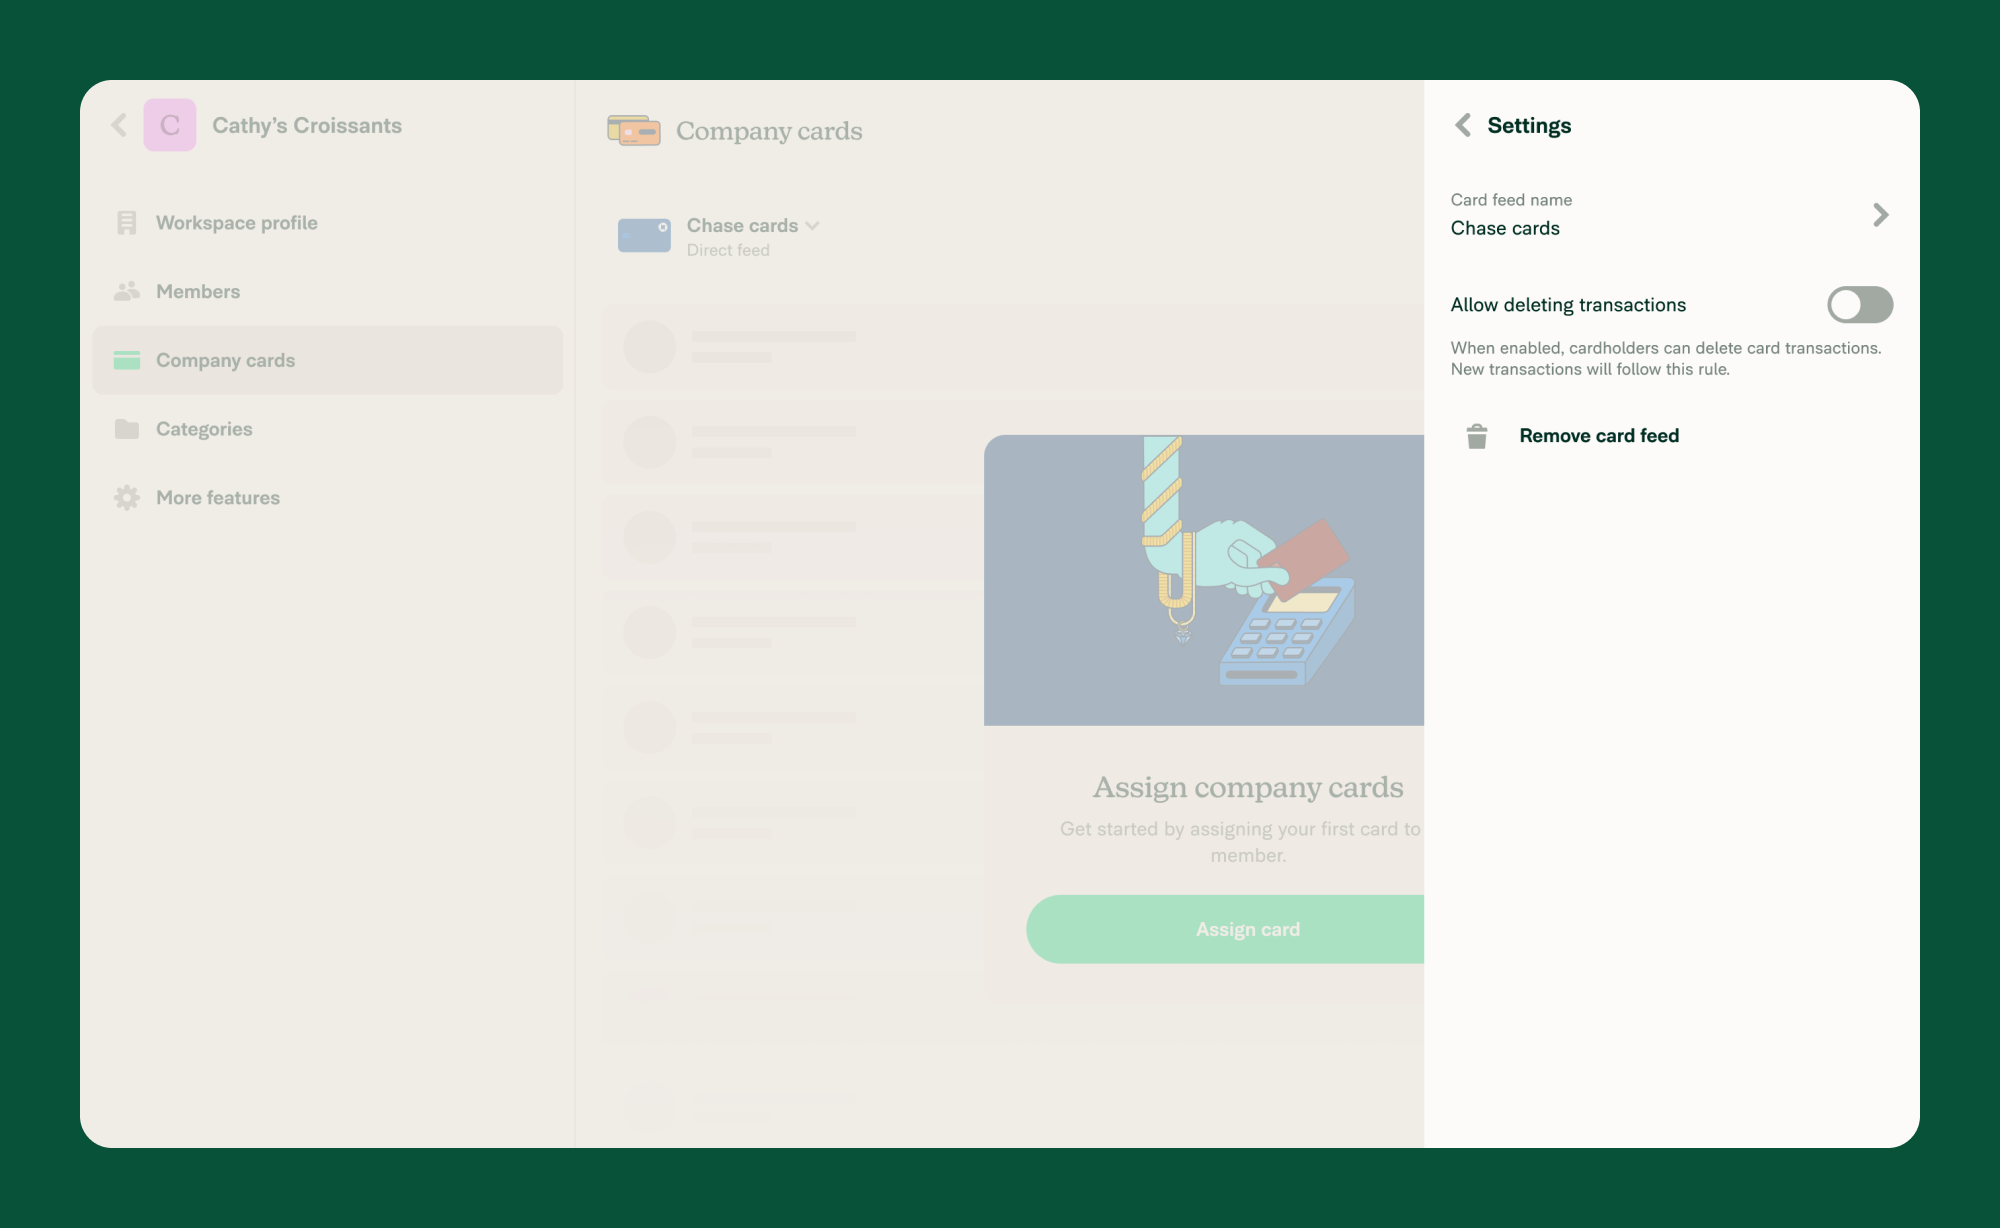 C
Cathy's Croissants
Workspace profile
Members
Company cards
Categories
More features
Company cards
Chase cards
Direct feed
Assign company cards
Get started by assigning your first card to
member.
Assign card
Settings
Card feed name
Chase cards
Allow deleting transactions
When enabled, cardholders can delete card transactions.
New transactions will follow this rule.
Remove card feed